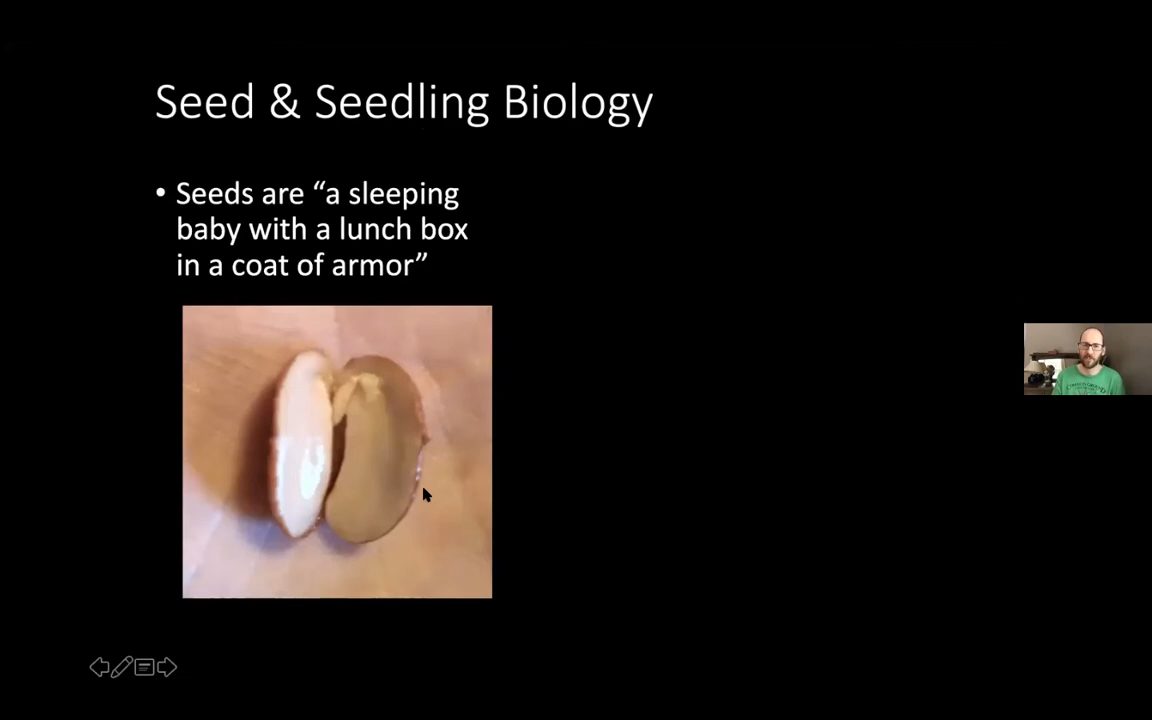 Seed & Seedling Biology
• Seeds are “a sleeping
baby with a lunch box
in a coat of armor”